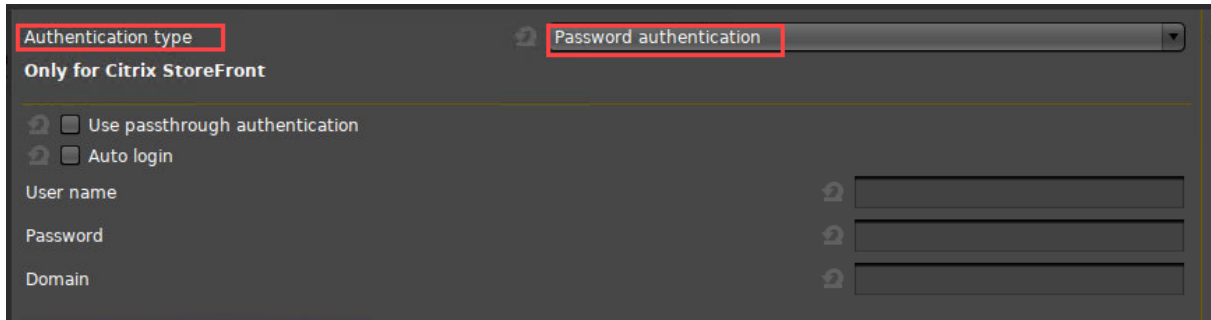 Authentication type Password authentication
Only for Citrix StoreFront
Use passthrough authentication
Auto login
User name
Password
Domain